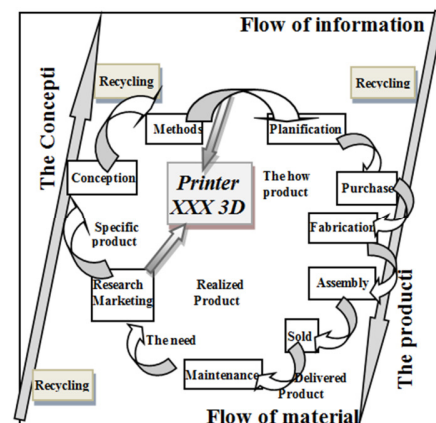 Flow of information
Recycling
Recycling
The Concepti
Methods
Planification
Conception
Printer
XXX 3D
The how
product
Purchase
Specific
product
Fabrication
Research
Marketing
Realized
Product
Assembly
The producti
The need
Sold
Maintenance
Delivered
Product
Recycling
Flow of material